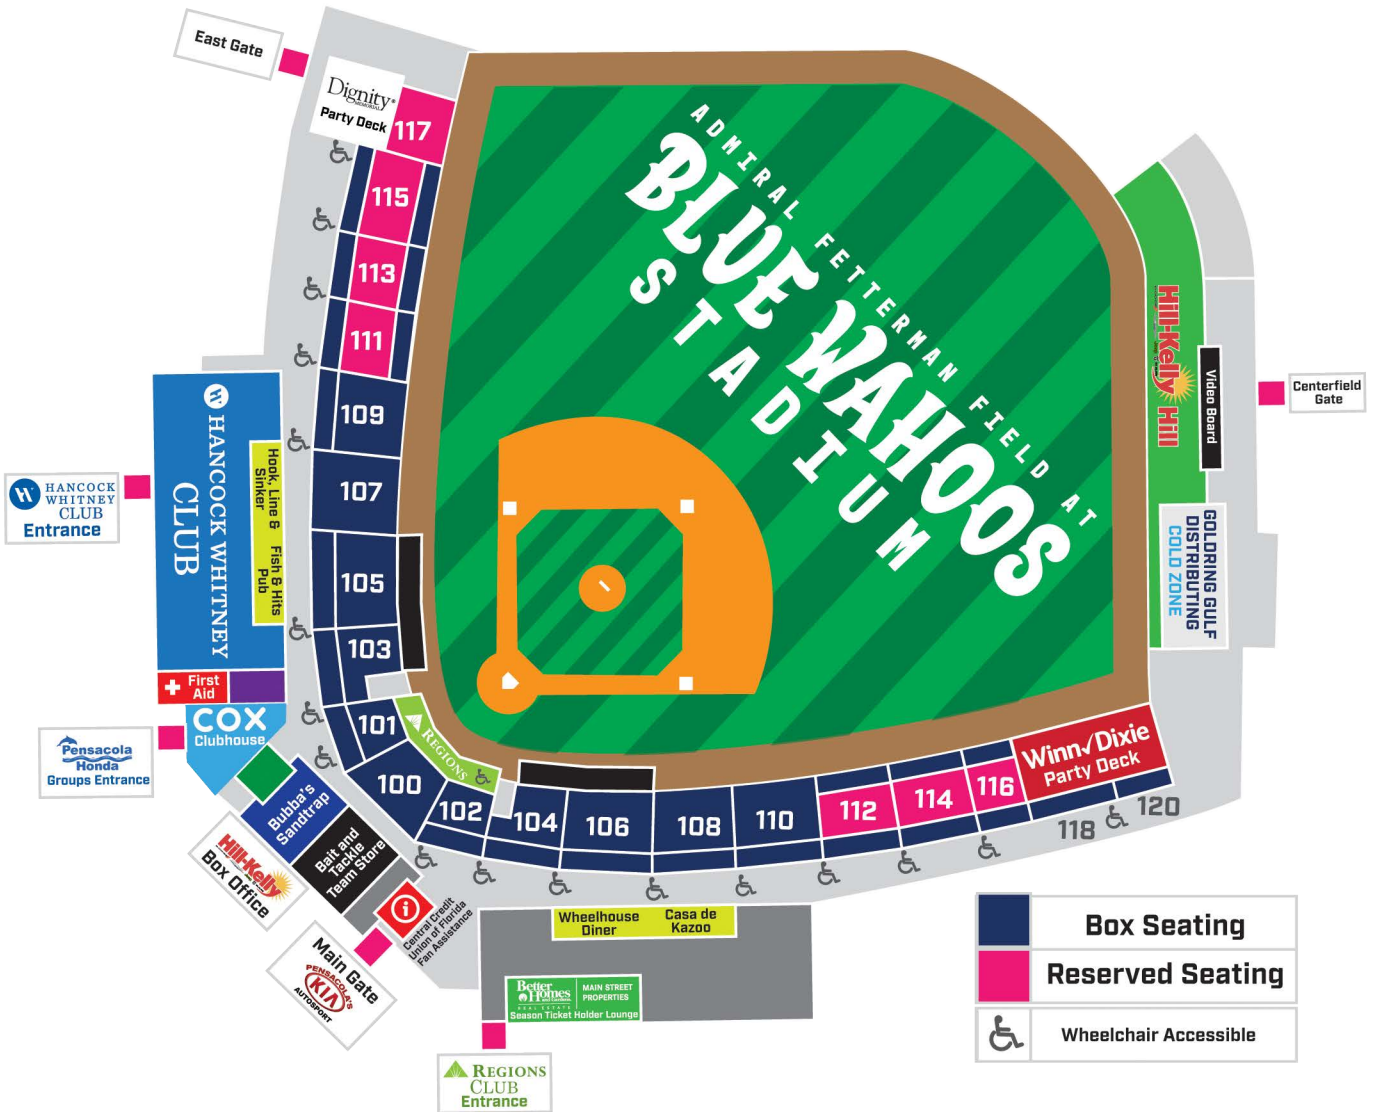 East Gate
Dignity
MEMORIAL
Party Deck
117
115
113
111
109
107
105
103
101
100
102
104
106
108
110
112
114
116
118
120
ADMIRAL FETTERMAN FIELD AT
BLUE WAHOOS
STADIUM
Hill-Kelly
Hill
Video Board
Centerfield
Gate
GOLDRING GULF
DISTRIBUTING
COLD ZONE
Winn✓Dixie
Party Deck
W HANCOCK WHITNEY
CLUB
Hook, Line &
Sinker
Fish & Hits
Pub
W HANCOCK
WHITNEY
CLUB
Entrance
First
Aid
COX
Clubhouse
Pensacola
Honda
Groups Entrance
REGIONS
Bubba's
Sandtrap
Bait and
Tackle
Team Store
Hill-Kelly
Box Office
i
Central Credit
Union of Florida
Fan Assistance
Main Gate
PENSACOLA'S
KIA
AUTOSPORT
Wheelhouse
Diner
Casa de
Kazoo
Better
Homes
and Gardens
REAL ESTATE
MAIN STREET
PROPERTIES
Season Ticket Holder Lounge
REGIONS
CLUB
Entrance
Box Seating
Reserved Seating
Wheelchair Accessible